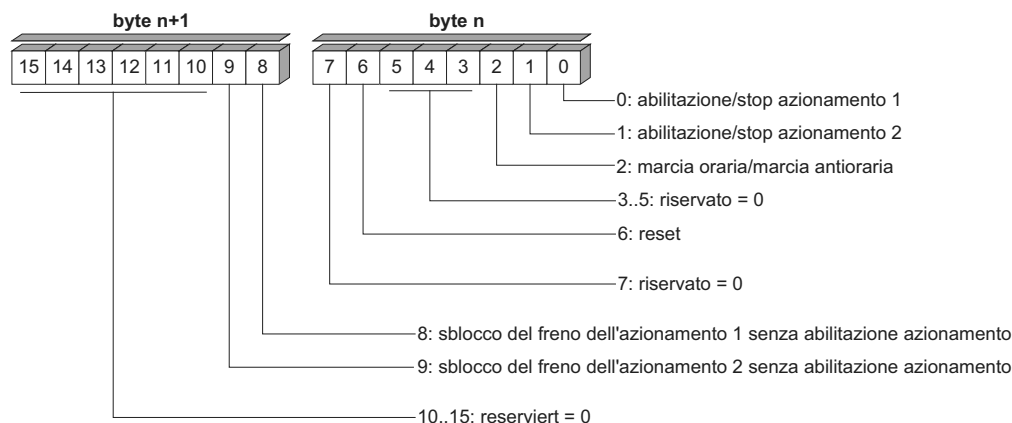 byte n+1 byte n
15 14 13 12 11 10 9 8 7 6 5 4 3 2 1 0
0: abilitazione/stop azionamento 1
1: abilitazione/stop azionamento 2
2: marcia oraria/marcia antioraria
3..5: riservato = 0
6: reset
7: riservato = 0
8: sblocco del freno dell'azionamento 1 senza abilitazione azionamento
9: sblocco del freno dell'azionamento 2 senza abilitazione azionamento
10..15: reserviert = 0